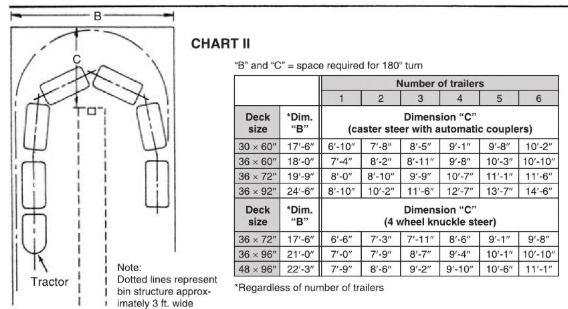 B
C
CHART II
"B" and "C" = space required for 180° turn
Number of trailers
1 2 3 4 5 6
Deck size *Dim. "B" Dimension "C" (caster steer with automatic couplers)
30 × 60" 17'-6" 6'-10" 7'-8" 8'-5" 9'-1" 9'-8" 10'-2"
36 × 60" 18'-0" 7'-4" 8'-2" 8'-11" 9'-8" 10'-3" 10'-10"
36 × 72" 19'-9" 8'-0" 8'-10" 9'-9" 10'-7" 11'-1" 11'-6"
36 × 92" 24'-6" 8'-10" 10'-2" 11'-6" 12'-7" 13'-7" 14'-6"
Deck size *Dim. "B" Dimension "C" (4 wheel knuckle steer)
36 × 72" 17'-6" 6'-6" 7'-3" 7'-11" 8'-6" 9'-1" 9'-8"
36 × 96" 21'-0" 7'-0" 7'-9" 8'-7" 9'-4" 10'-1" 10'-10"
48 × 96" 22'-3" 7'-9" 8'-6" 9'-2" 9'-10" 10'-6" 11'-1"
*Regardless of number of trailers
Tractor
Note:
Dotted lines represent
bin structure approx-
imately 3 ft. wide